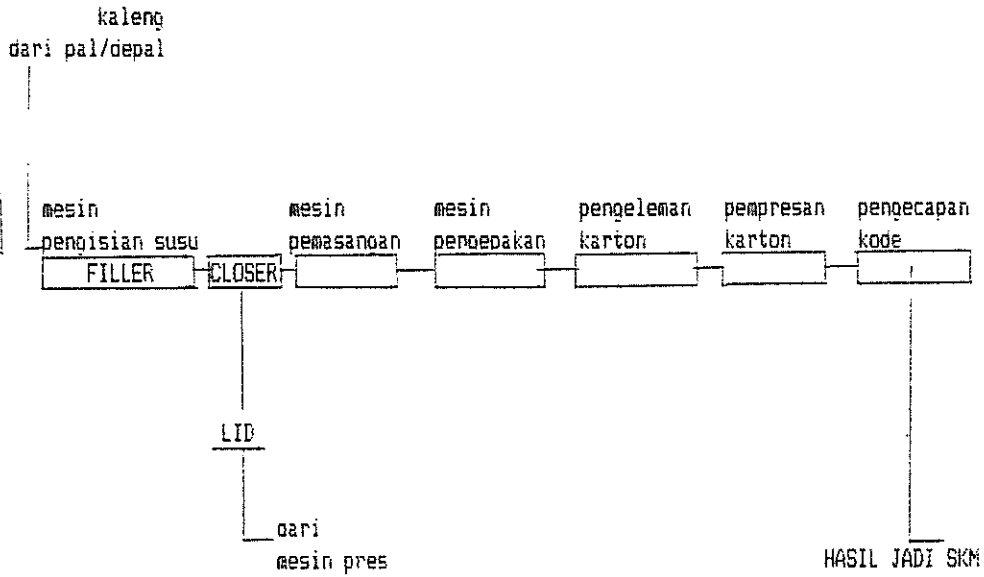 kaleng
dari pal/depal
mesin
pengisian susu
FILLER
CLOSER
mesin
pemasangan
mesin
pengepakan
pengeleman
karton
pempresan
karton
pengecapan
kode
LID
dari
mesin pres
HASIL JADI SKM